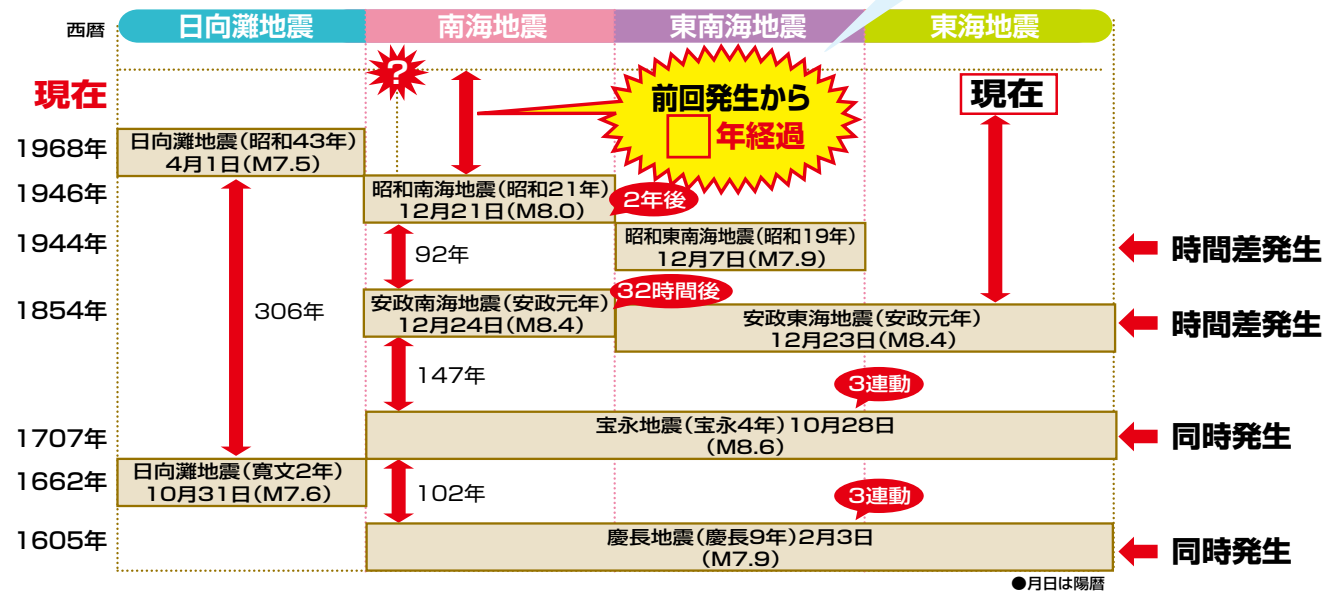 西暦 日向灘地震 南海地震 東南海地震 東海地震
?
現在
前回発生から
年経過
現在
1968年
日向灘地震(昭和43年)
4月1日(M7.5)
1946年
昭和南海地震(昭和21年)
12月21日(M8.0)
2年後
1944年
昭和東南海地震(昭和19年)
12月7日(M7.9)
時間差発生
92年
306年
1854年
安政南海地震(安政元年)
12月24日(M8.4)
32時間後
安政東海地震(安政元年)
12月23日(M8.4)
時間差発生
147年
3連動
1707年
宝永地震(宝永4年)10月28日
(M8.6)
同時発生
1662年
日向灘地震(寛文2年)
10月31日(M7.6)
102年
3連動
1605年
慶長地震(慶長9年)2月3日
(M7.9)
同時発生
●月日は陽暦